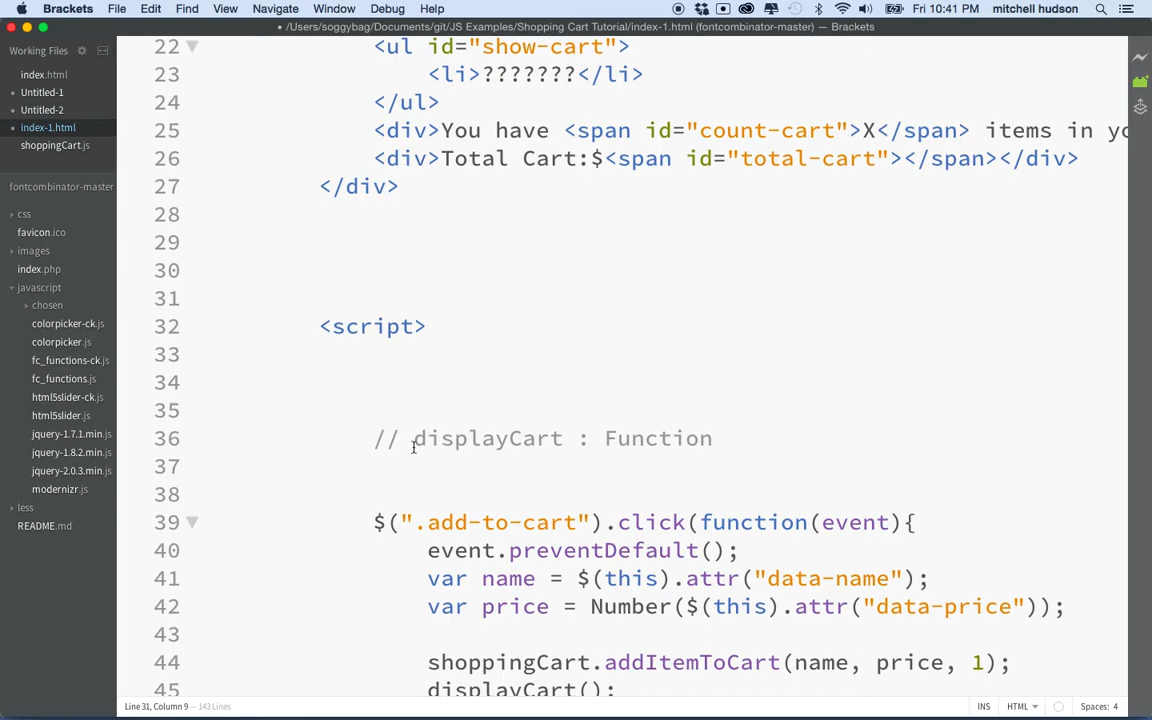 Brackets File Edit Find View Navigate Window Debug Help Fri 10:41 PM mitchell hudson
• /Users/soggybag/Documents/git/JS Examples/Shopping Cart Tutorial/index-1.html (fontcombinator-master) — Brackets
Working Files
index.html
Untitled-1
Untitled-2
index-1.html
shoppingCart.js
fontcombinator-master
css
favicon.ico
images
index.php
javascript
chosen
colorpicker-ck.js
colorpicker.js
fc_functions-ck.js
fc_functions.js
html5slider-ck.js
html5slider.js
jquery-1.7.1.min.js
jquery-1.8.2.min.js
jquery-2.0.3.min.js
modernizr.js
less
README.md
22 <ul id="show-cart">
23 <li>???????</li>
24 </ul>
25 <div>You have <span id="count-cart">X</span> items in yo
26 <div>Total Cart:$<span id="total-cart"></span></div>
27 </div>
28
29
30
31
32 <script>
33
34
35
36 // displayCart : Function
37
38
39 $(".add-to-cart").click(function(event){
40 event.preventDefault();
41 var name = $(this).attr("data-name");
42 var price = Number($(this).attr("data-price"));
43
44 shoppingCart.addItemToCart(name, price, 1);
45 displayCart();
Line 31, Column 9 — 143 Lines INS HTML Spaces: 4